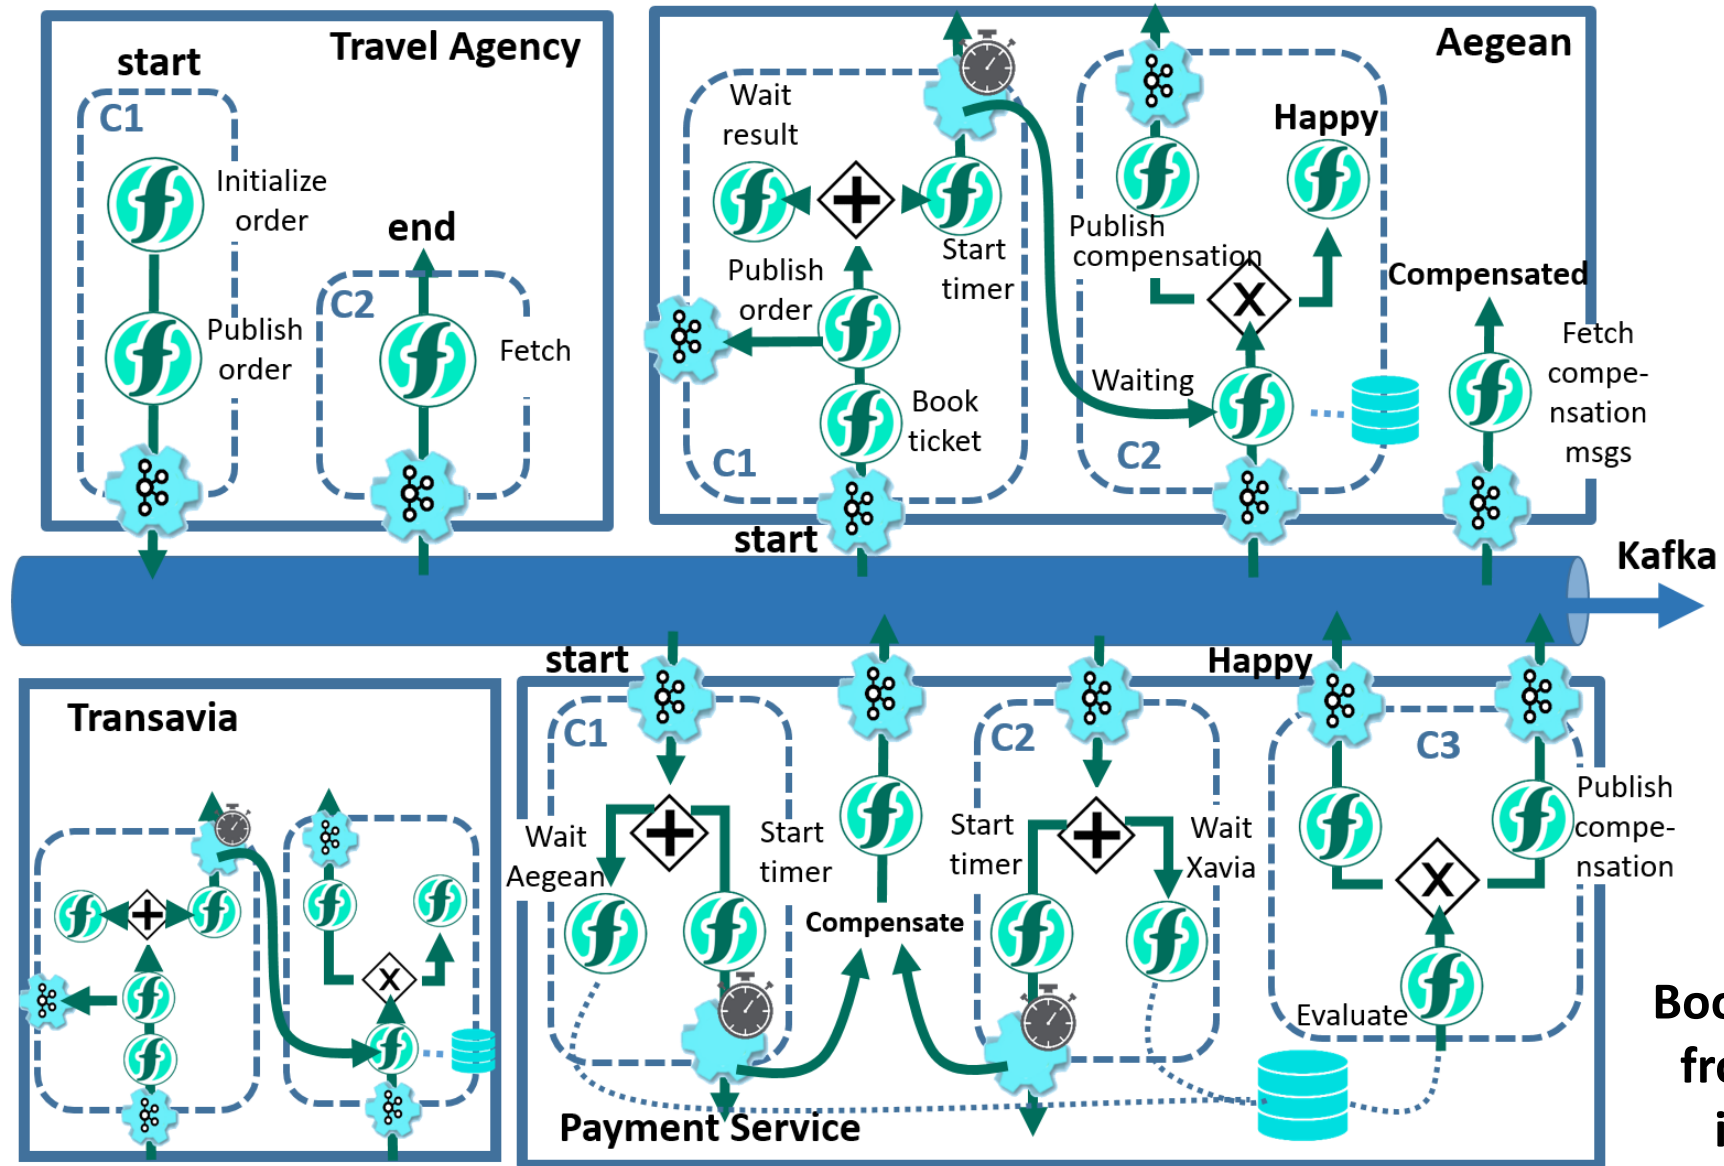 Travel Agency
start
C1
Initialize
order
Publish
order
end
C2
Fetch
Aegean
Wait
result
Publish
order
Start
timer
Book
ticket
C1
start
Happy
Publish
compensation
X
Waiting
C2
Compensated
Fetch
compe-
nsation
msgs
Kafka
Transavia
X
start
C1
Wait
Aegean
Start
timer
Compensate
C2
Start
timer
Wait
Xavia
Happy
C3
Publish
compe-
nsation
X
Evaluate
Payment Service